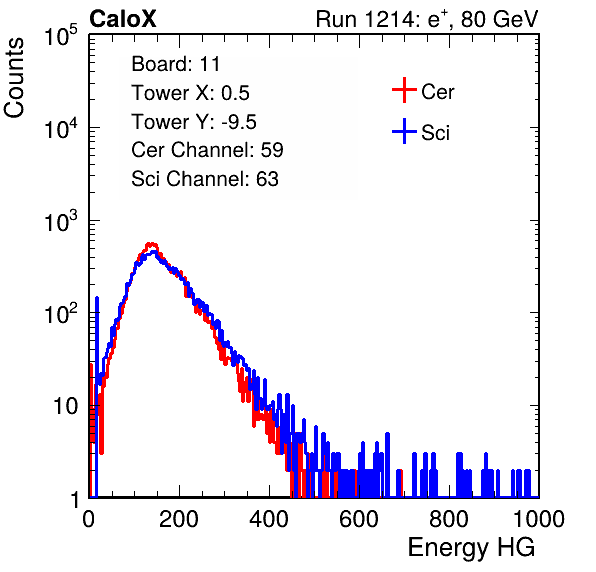 CaloX Run 1214: e⁺, 80 GeV
Counts
10⁵
10⁴
10³
10²
10
1
Board: 11
Tower X: 0.5
Tower Y: -9.5
Cer Channel: 59
Sci Channel: 63
Cer
Sci
0 200 400 600 800 1000
Energy HG